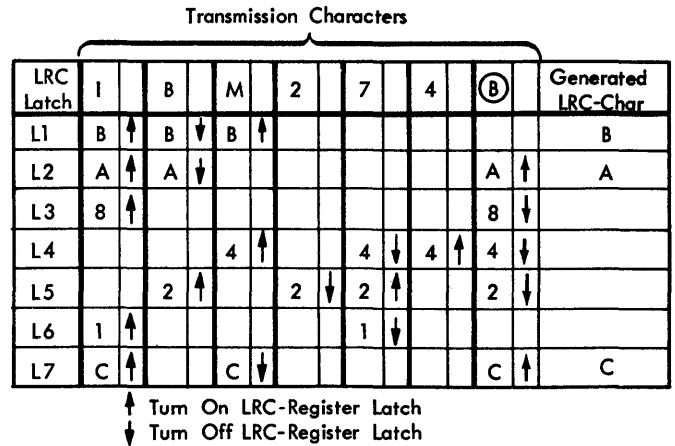 Transmission Characters
LRC Latch 1 B M 2 7 4 Ⓑ Generated LRC-Char
L1 B ↑ B ↓ B ↑ B
L2 A ↑ A ↓ A ↑ A
L3 8 ↑ 8 ↓
L4 4 ↑ 4 ↓ 4 ↑ 4 ↓
L5 2 ↑ 2 ↓ 2 ↑ 2 ↓
L6 1 ↑ 1 ↓
L7 C ↑ C ↓ C ↑ C
↑ Turn On LRC-Register Latch
↓ Turn Off LRC-Register Latch